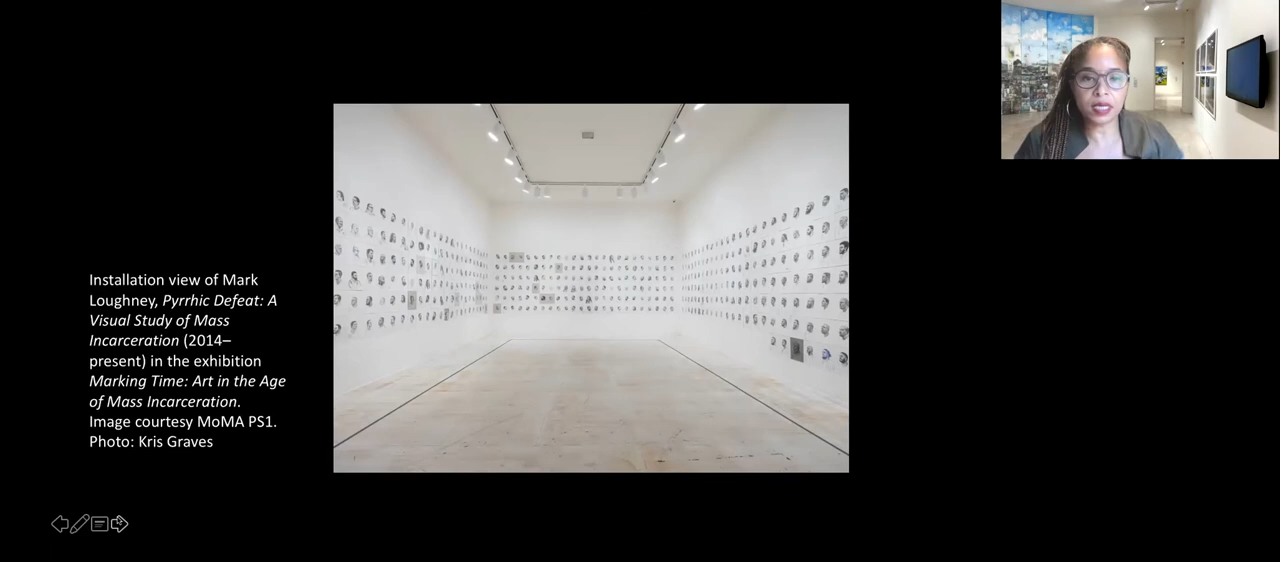 Installation view of Mark
Loughney, Pyrrhic Defeat: A
Visual Study of Mass
Incarceration (2014–
present) in the exhibition
Marking Time: Art in the Age
of Mass Incarceration.
Image courtesy MoMA PS1.
Photo: Kris Graves